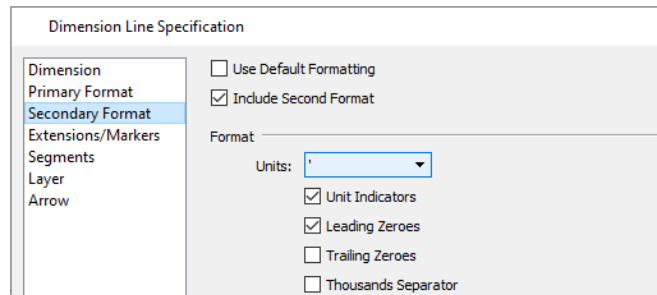 Dimension Line Specification
Dimension
Primary Format
Secondary Format
Extensions/Markers
Segments
Layer
Arrow
Use Default Formatting
Include Second Format
Format
Units: '
Unit Indicators
Leading Zeroes
Trailing Zeroes
Thousands Separator